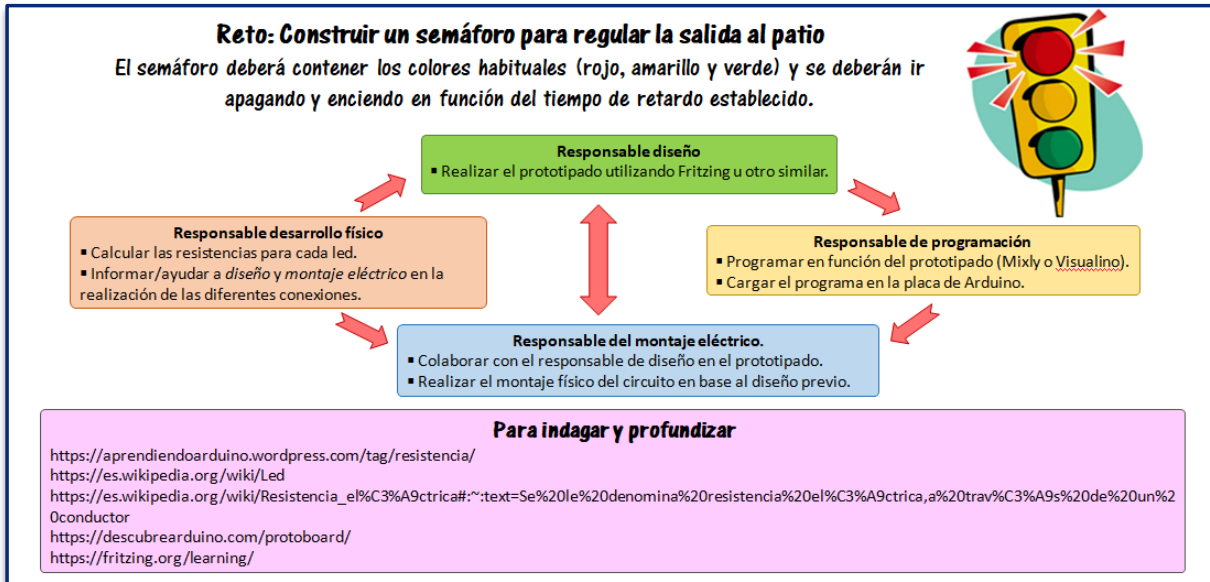 Reto: Construir un semáforo para regular la salida al patio
El semáforo deberá contener los colores habituales (rojo, amarillo y verde) y se deberán ir
apagando y enciendo en función del tiempo de retardo establecido.
Responsable diseño
▪ Realizar el prototipado utilizando Fritzing u otro similar.
Responsable desarrollo físico
▪ Calcular las resistencias para cada led.
▪ Informar/ayudar a diseño y montaje eléctrico en la
realización de las diferentes conexiones.
Responsable de programación
▪ Programar en función del prototipado (Mixly o Visualino).
▪ Cargar el programa en la placa de Arduino.
Responsable del montaje eléctrico.
▪ Colaborar con el responsable de diseño en el prototipado.
▪ Realizar el montaje físico del circuito en base al diseño previo.
Para indagar y profundizar
https://aprendiendoarduino.wordpress.com/tag/resistencia/
https://es.wikipedia.org/wiki/Led
https://es.wikipedia.org/wiki/Resistencia_el%C3%A9ctrica#:~:text=Se%20le%20denomina%20resistencia%20el%C3%A9ctrica,a%20trav%C3%A9s%20de%20un%2
0conductor
https://descubrearduino.com/protoboard/
https://fritzing.org/learning/